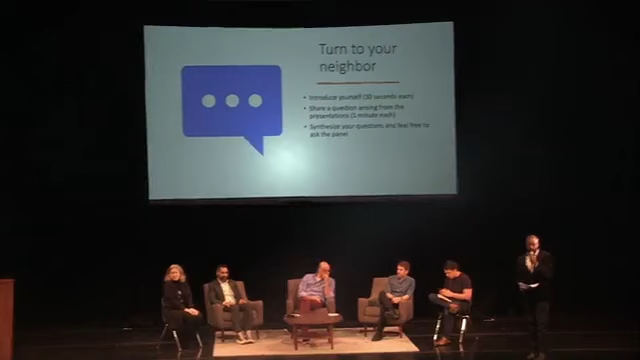 Turn to your
neighbor
• Introduce yourself (30 seconds each)
• Share a question arising from the
presentations (1 minute each)
• Synthesize your questions and feel free to
ask the panel